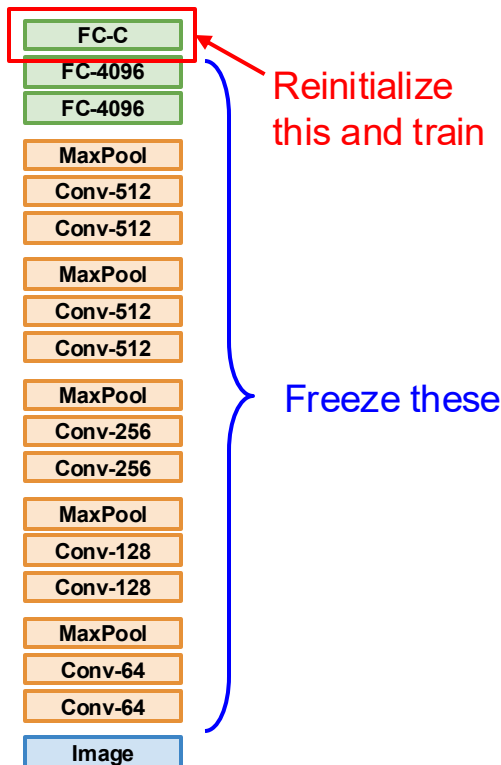 FC-C
FC-4096
FC-4096
MaxPool
Conv-512
Conv-512
MaxPool
Conv-512
Conv-512
MaxPool
Conv-256
Conv-256
MaxPool
Conv-128
Conv-128
MaxPool
Conv-64
Conv-64
Image
Reinitialize
this and train
Freeze these